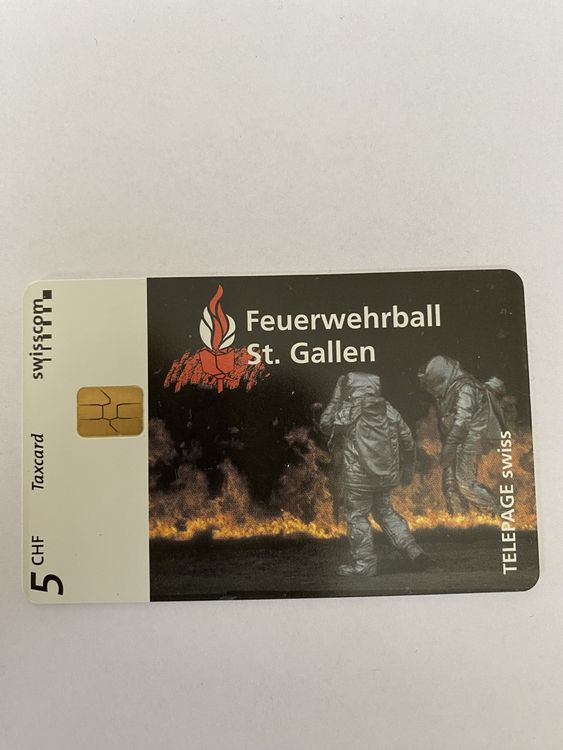 swisscom
Taxcard
5 CHF
Feuerwehrball
St. Gallen
TELEPAGE swiss